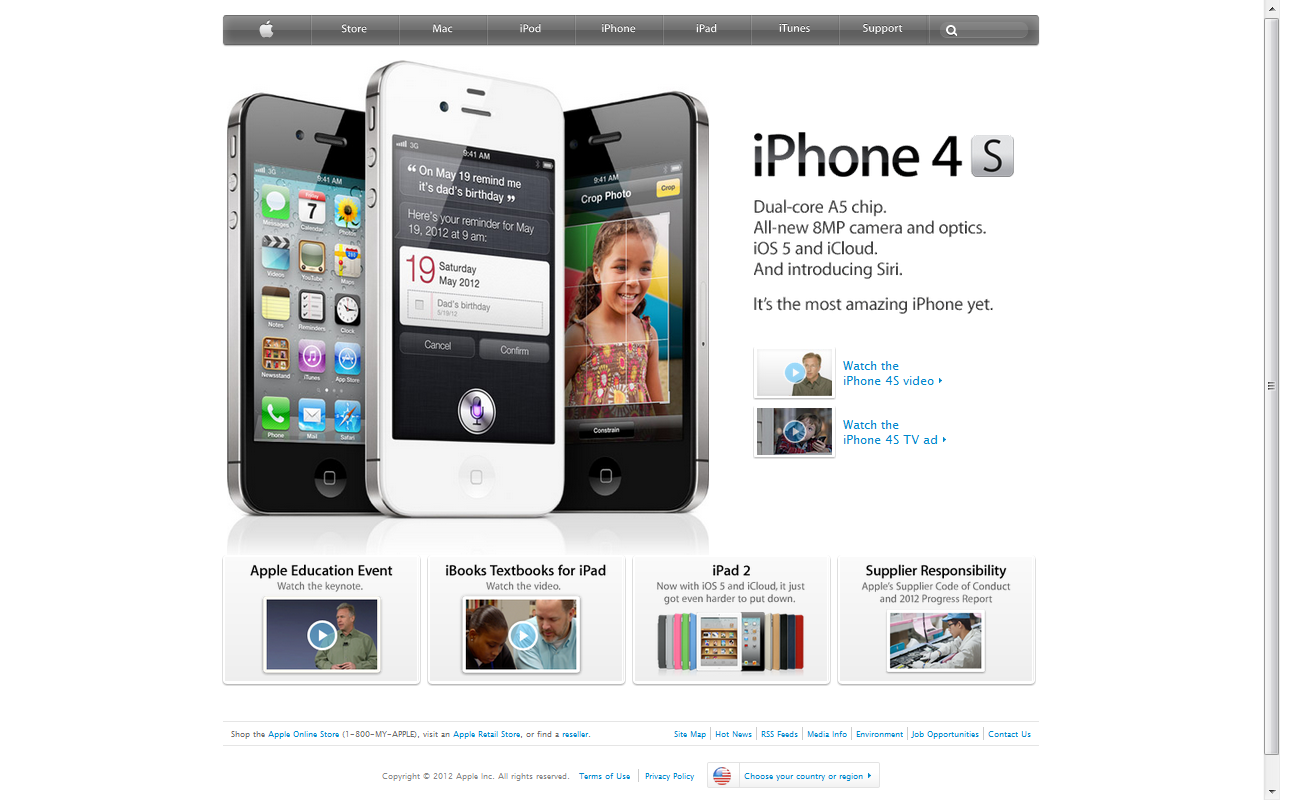 Store
Mac
iPod
iPhone
iPad
iTunes
Support
3G
9:41 AM
Friday
7
Messages
Calendar
Photos
Videos
YouTube
Maps
Notes
Reminders
Clock
Newsstand
iTunes
App Store
Phone
Mail
Safari
3G
9:41 AM
“ On May 19 remind me
it's dad's birthday ”
Here's your reminder for May
19, 2012 at 9 am:
19
Saturday
May 2012
Dad's birthday
5/19/12
Cancel
Confirm
9:41 AM
Crop Photo
Crop
Constrain
iPhone 4 S
Dual-core A5 chip.
All-new 8MP camera and optics.
iOS 5 and iCloud.
And introducing Siri.
It's the most amazing iPhone yet.
Watch the
iPhone 4S video
Watch the
iPhone 4S TV ad
Apple Education Event
Watch the keynote.
iBooks Textbooks for iPad
Watch the video.
iPad 2
Now with iOS 5 and iCloud, it just
got even harder to put down.
Supplier Responsibility
Apple's Supplier Code of Conduct
and 2012 Progress Report
Shop the Apple Online Store (1-800-MY-APPLE), visit an Apple Retail Store, or find a reseller.
Site Map
Hot News
RSS Feeds
Media Info
Environment
Job Opportunities
Contact Us
Copyright © 2012 Apple Inc. All rights reserved.
Terms of Use
Privacy Policy
Choose your country or region